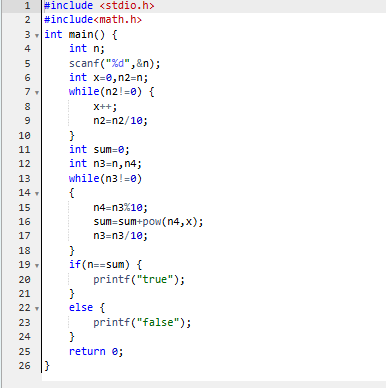 1 #include <stdio.h>
2 #include<math.h>
3 int main() {
4     int n;
5     scanf("%d",&n);
6     int x=0,n2=n;
7     while(n2!=0) {
8         x++;
9         n2=n2/10;
10     }
11     int sum=0;
12     int n3=n,n4;
13     while(n3!=0)
14     {
15         n4=n3%10;
16         sum=sum+pow(n4,x);
17         n3=n3/10;
18     }
19     if(n==sum) {
20         printf("true");
21     }
22     else {
23         printf("false");
24     }
25     return 0;
26 }